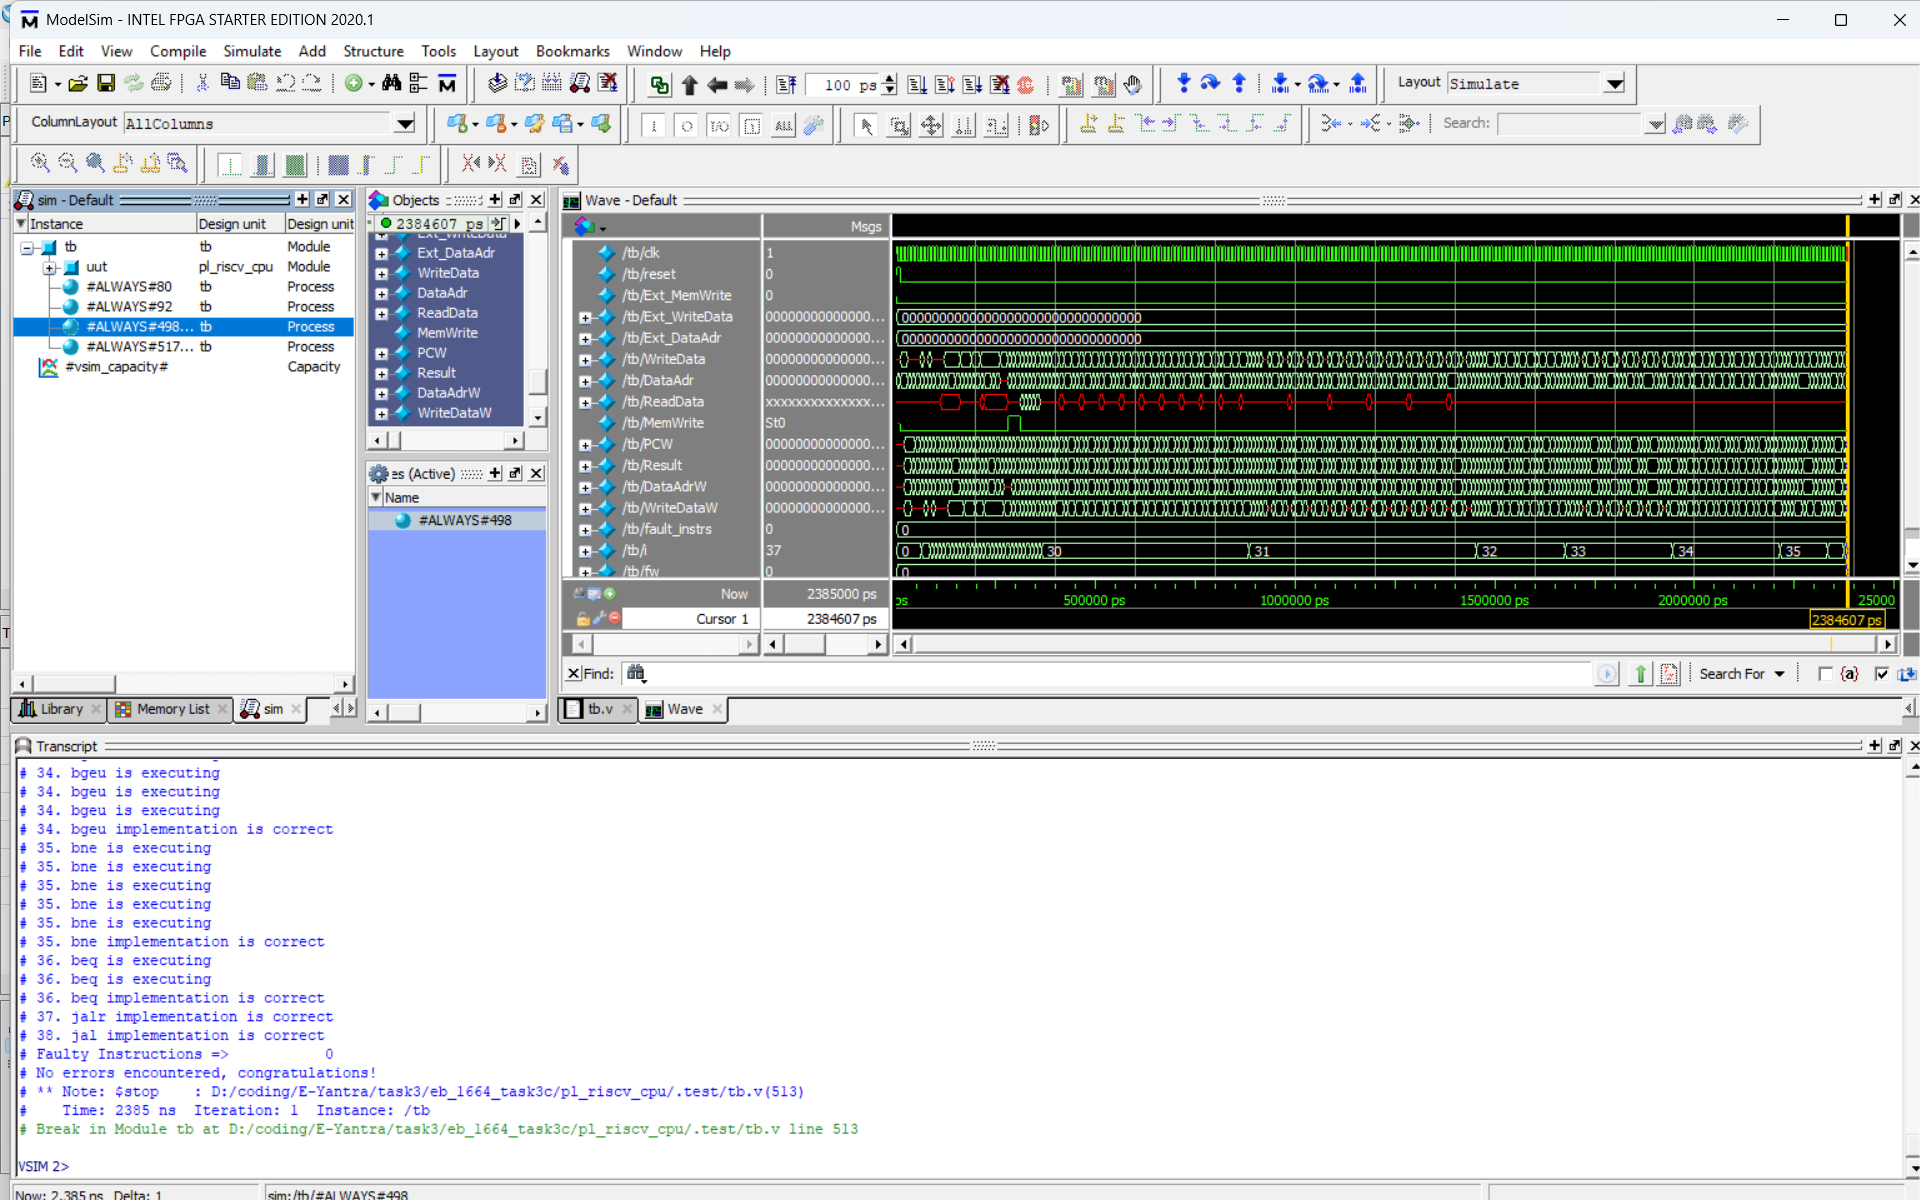 ModelSim - INTEL FPGA STARTER EDITION 2020.1
File Edit View Compile Simulate Add Structure Tools Layout Bookmarks Window Help
100 ps
Layout Simulate
ColumnLayout AllColumns
Search:
sim - Default
Instance Design unit Design unit
tb tb Module
uut pl_riscv_cpu Module
#ALWAYS#80 tb Process
#ALWAYS#92 tb Process
#ALWAYS#498... tb Process
#ALWAYS#517... tb Process
#vsim_capacity# Capacity
Library Memory List sim
Objects
2384607 ps
Ext_WriteData
Ext_DataAdr
WriteData
DataAdr
ReadData
MemWrite
PCW
Result
DataAdrW
WriteDataW
es (Active)
Name
#ALWAYS#498
Wave - Default
Msgs
/tb/clk 1
/tb/reset 0
/tb/Ext_MemWrite 0
/tb/Ext_WriteData 00000000000000... 00000000000000000000000000000000
/tb/Ext_DataAdr 00000000000000... 00000000000000000000000000000000
/tb/WriteData 00000000000000...
/tb/DataAdr 00000000000000...
/tb/ReadData xxxxxxxxxxxxxxx...
/tb/MemWrite St0
/tb/PCW 00000000000000...
/tb/Result 00000000000000...
/tb/DataAdrW 00000000000000...
/tb/WriteDataW 00000000000000...
/tb/fault_instrs 0 0
/tb/i 37 0 30 31 32 33 34 35
/tb/fw 0 0
Now 2385000 ps
ps 500000 ps 1000000 ps 1500000 ps 2000000 ps 25000
Cursor 1 2384607 ps
2384607 ps
Find: Search For {a}
tb.v Wave
Transcript
# 34. bgeu is executing
# 34. bgeu is executing
# 34. bgeu is executing
# 34. bgeu implementation is correct
# 35. bne is executing
# 35. bne is executing
# 35. bne is executing
# 35. bne is executing
# 35. bne is executing
# 35. bne implementation is correct
# 36. beq is executing
# 36. beq is executing
# 36. beq implementation is correct
# 37. jalr implementation is correct
# 38. jal implementation is correct
# Faulty Instructions => 0
# No errors encountered, congratulations!
# ** Note: $stop : D:/coding/E-Yantra/task3/eb_1664_task3c/pl_riscv_cpu/.test/tb.v(513)
# Time: 2385 ns Iteration: 1 Instance: /tb
# Break in Module tb at D:/coding/E-Yantra/task3/eb_1664_task3c/pl_riscv_cpu/.test/tb.v line 513
VSIM 2>
Now: 2,385 ns Delta: 1 sim:/tb/#ALWAYS#498